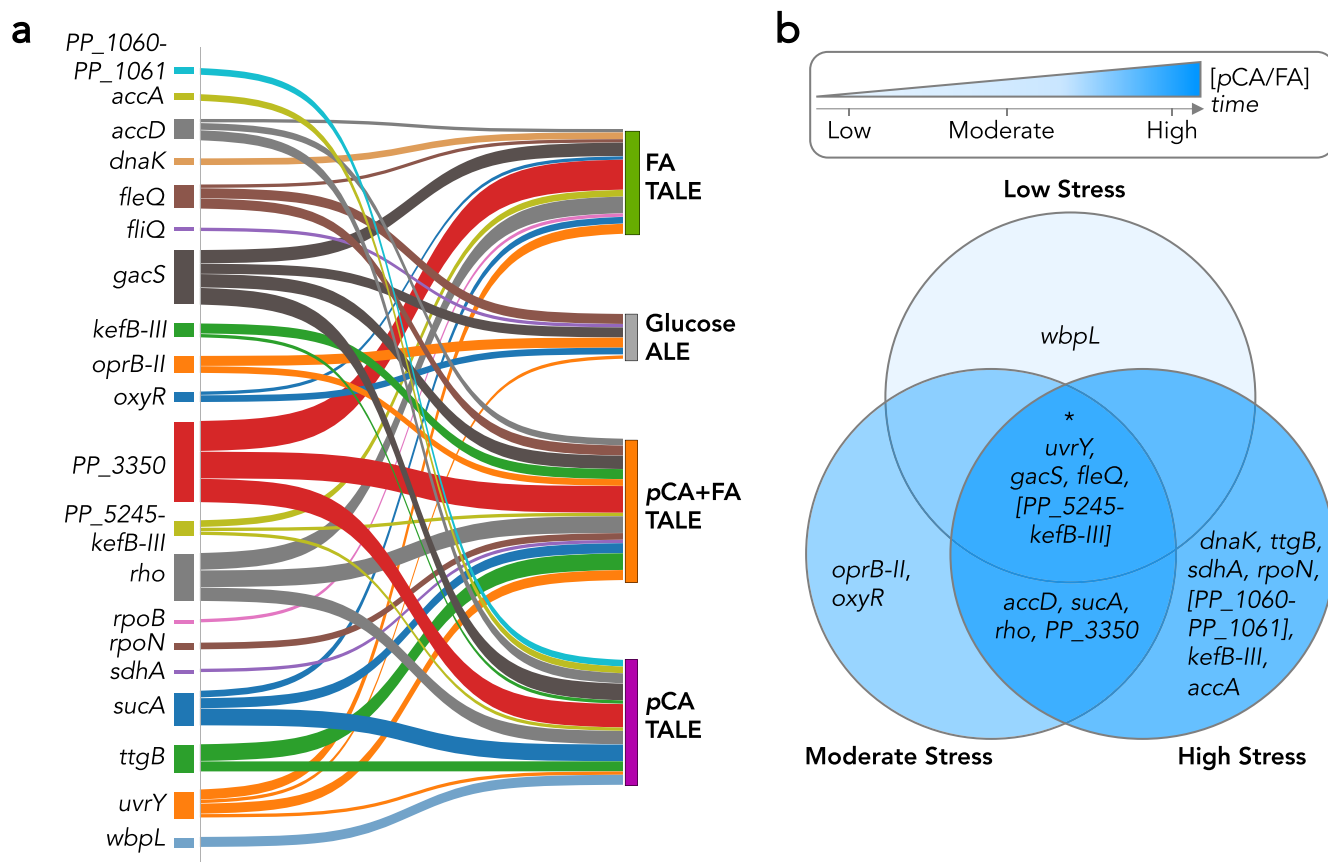 a
PP_1060-
PP_1061
accA
accD
dnaK
fleQ
fliQ
gacS
kefB-III
oprB-II
oxyR
PP_3350
PP_5245-
kefB-III
rho
rpoB
rpoN
sdhA
sucA
ttgB
uvrY
wbpL
FA
TALE
Glucose
ALE
pCA+FA
TALE
pCA
TALE
b
[pCA/FA]
time
Low
Moderate
High
Low Stress
wbpL
*
uvrY,
gacS, fleQ,
[PP_5245-
kefB-III]
oprB-II,
oxyR
accD, sucA,
rho, PP_3350
dnaK, ttgB,
sdhA, rpoN,
[PP_1060-
PP_1061],
kefB-III,
accA
Moderate Stress
High Stress